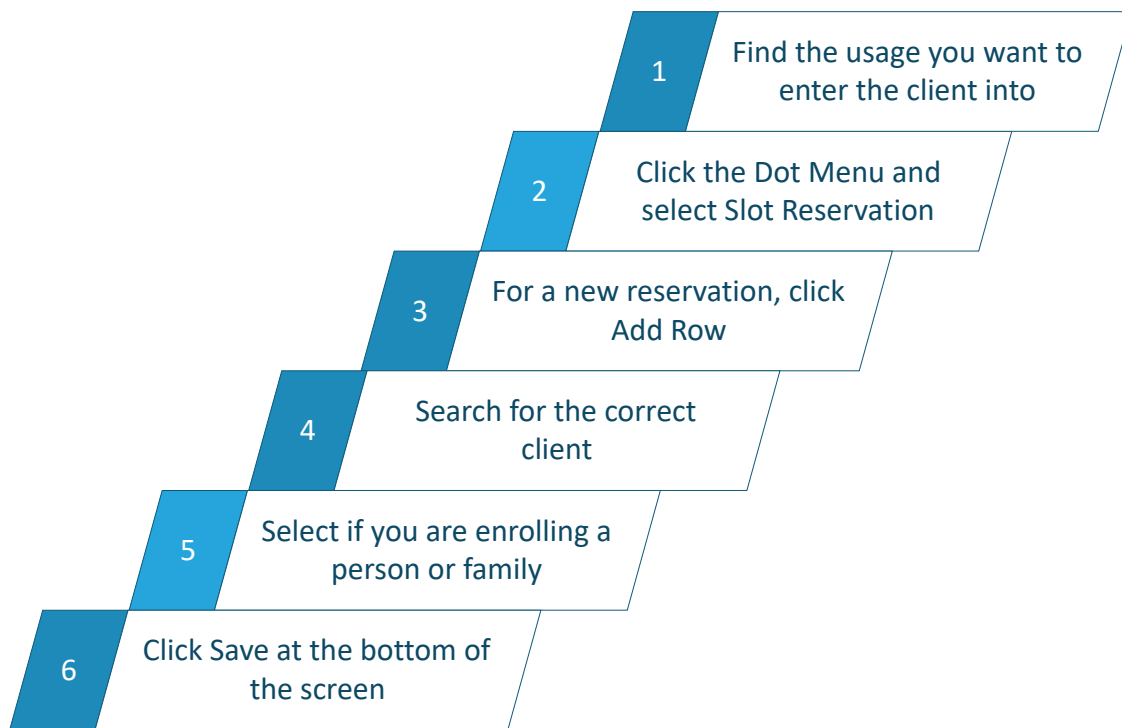 1
Find the usage you want to
enter the client into
2
Click the Dot Menu and
select Slot Reservation
3
For a new reservation, click
Add Row
4
Search for the correct
client
5
Select if you are enrolling a
person or family
6
Click Save at the bottom of
the screen